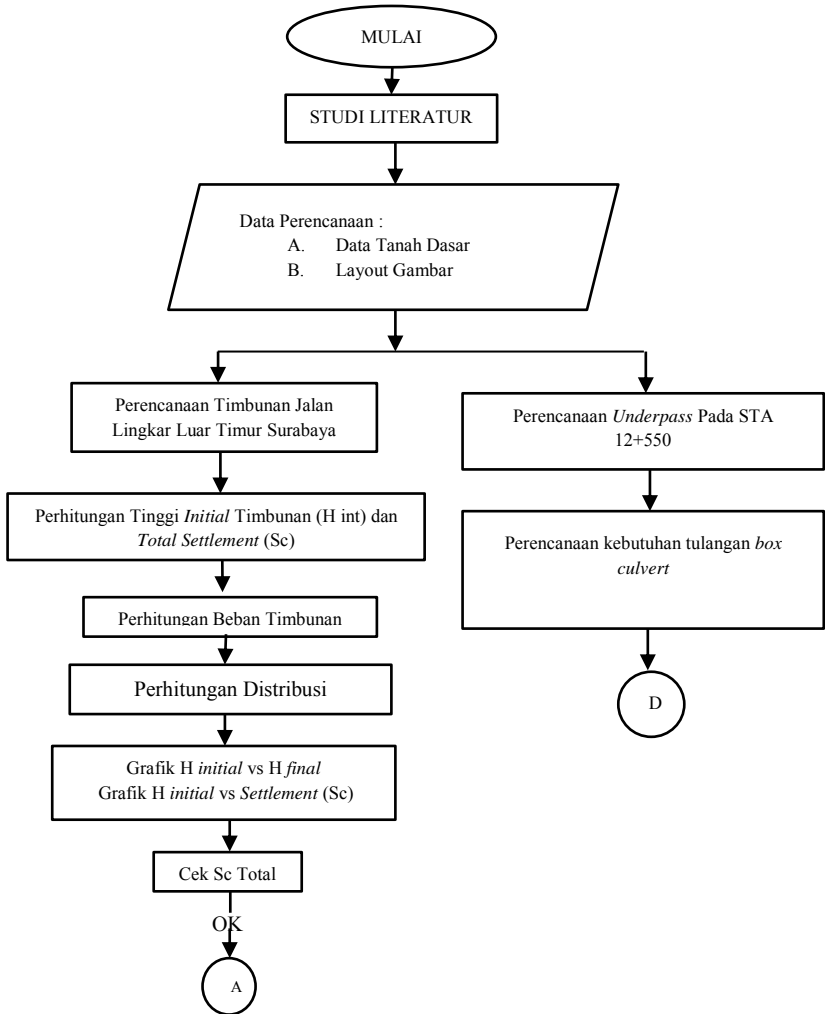 MULAI
STUDI LITERATUR
Data Perencanaan :
A. Data Tanah Dasar
B. Layout Gambar
Perencanaan Timbunan Jalan
Lingkar Luar Timur Surabaya
Perhitungan Tinggi Initial Timbunan (H int) dan
Total Settlement (Sc)
Perhitungan Beban Timbunan
Perhitungan Distribusi
Grafik H initial vs H final
Grafik H initial vs Settlement (Sc)
Cek Sc Total
OK
A
Perencanaan Underpass Pada STA
12+550
Perencanaan kebutuhan tulangan box
culvert
D